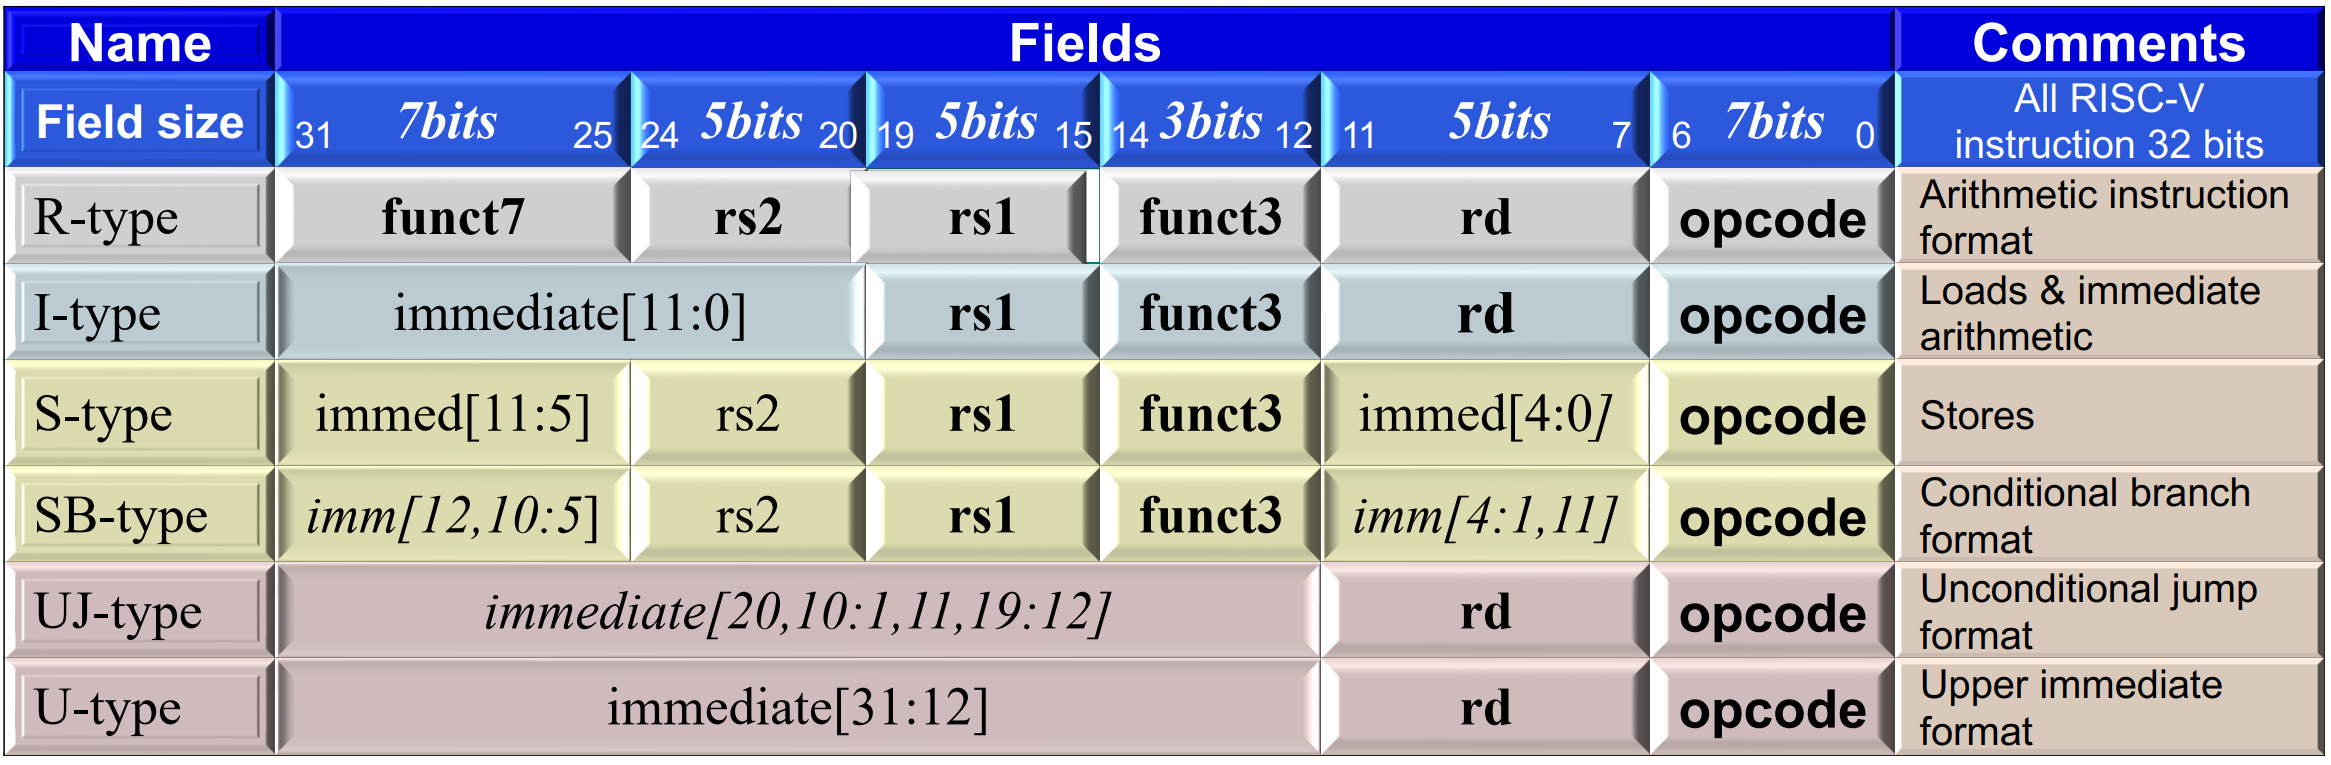 Name Fields Comments
Field size 31 7bits 25 24 5bits 20 19 5bits 15 14 3bits 12 11 5bits 7 6 7bits 0 All RISC-V
instruction 32 bits
R-type funct7 rs2 rs1 funct3 rd opcode Arithmetic instruction
format
I-type immediate[11:0] rs1 funct3 rd opcode Loads & immediate
arithmetic
S-type immed[11:5] rs2 rs1 funct3 immed[4:0] opcode Stores
SB-type imm[12,10:5] rs2 rs1 funct3 imm[4:1,11] opcode Conditional branch
format
UJ-type immediate[20,10:1,11,19:12] rd opcode Unconditional jump
format
U-type immediate[31:12] rd opcode Upper immediate
format